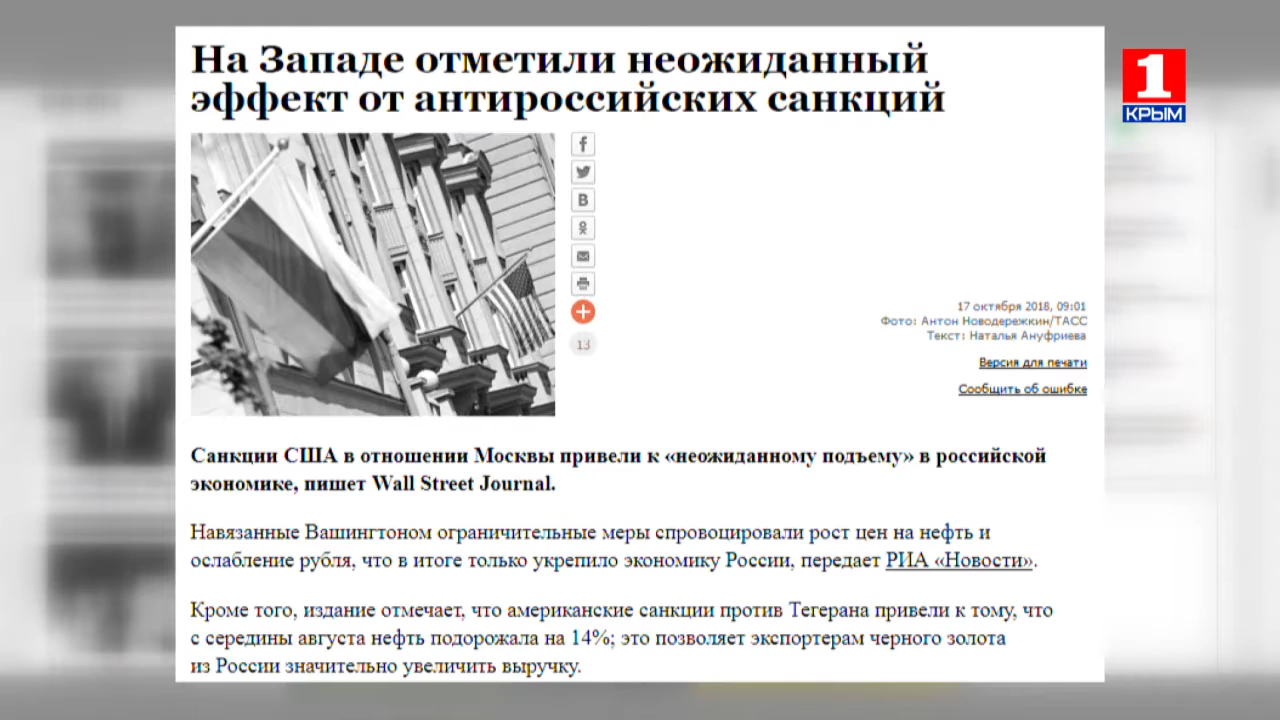 На Западе отметили неожиданный
эффект от антироссийских санкций
1
КРЫМ
13
17 октября 2018, 09:01
Фото: Антон Новодережкин/ТАСС
Текст: Наталья Ануфриева
Версия для печати
Сообщить об ошибке
Санкции США в отношении Москвы привели к «неожиданному подъему» в российской
экономике, пишет Wall Street Journal.
Навязанные Вашингтоном ограничительные меры спровоцировали рост цен на нефть и
ослабление рубля, что в итоге только укрепило экономику России, передает РИА «Новости».
Кроме того, издание отмечает, что американские санкции против Тегерана привели к тому, что
с середины августа нефть подорожала на 14%; это позволяет экспортерам черного золота
из России значительно увеличить выручку.